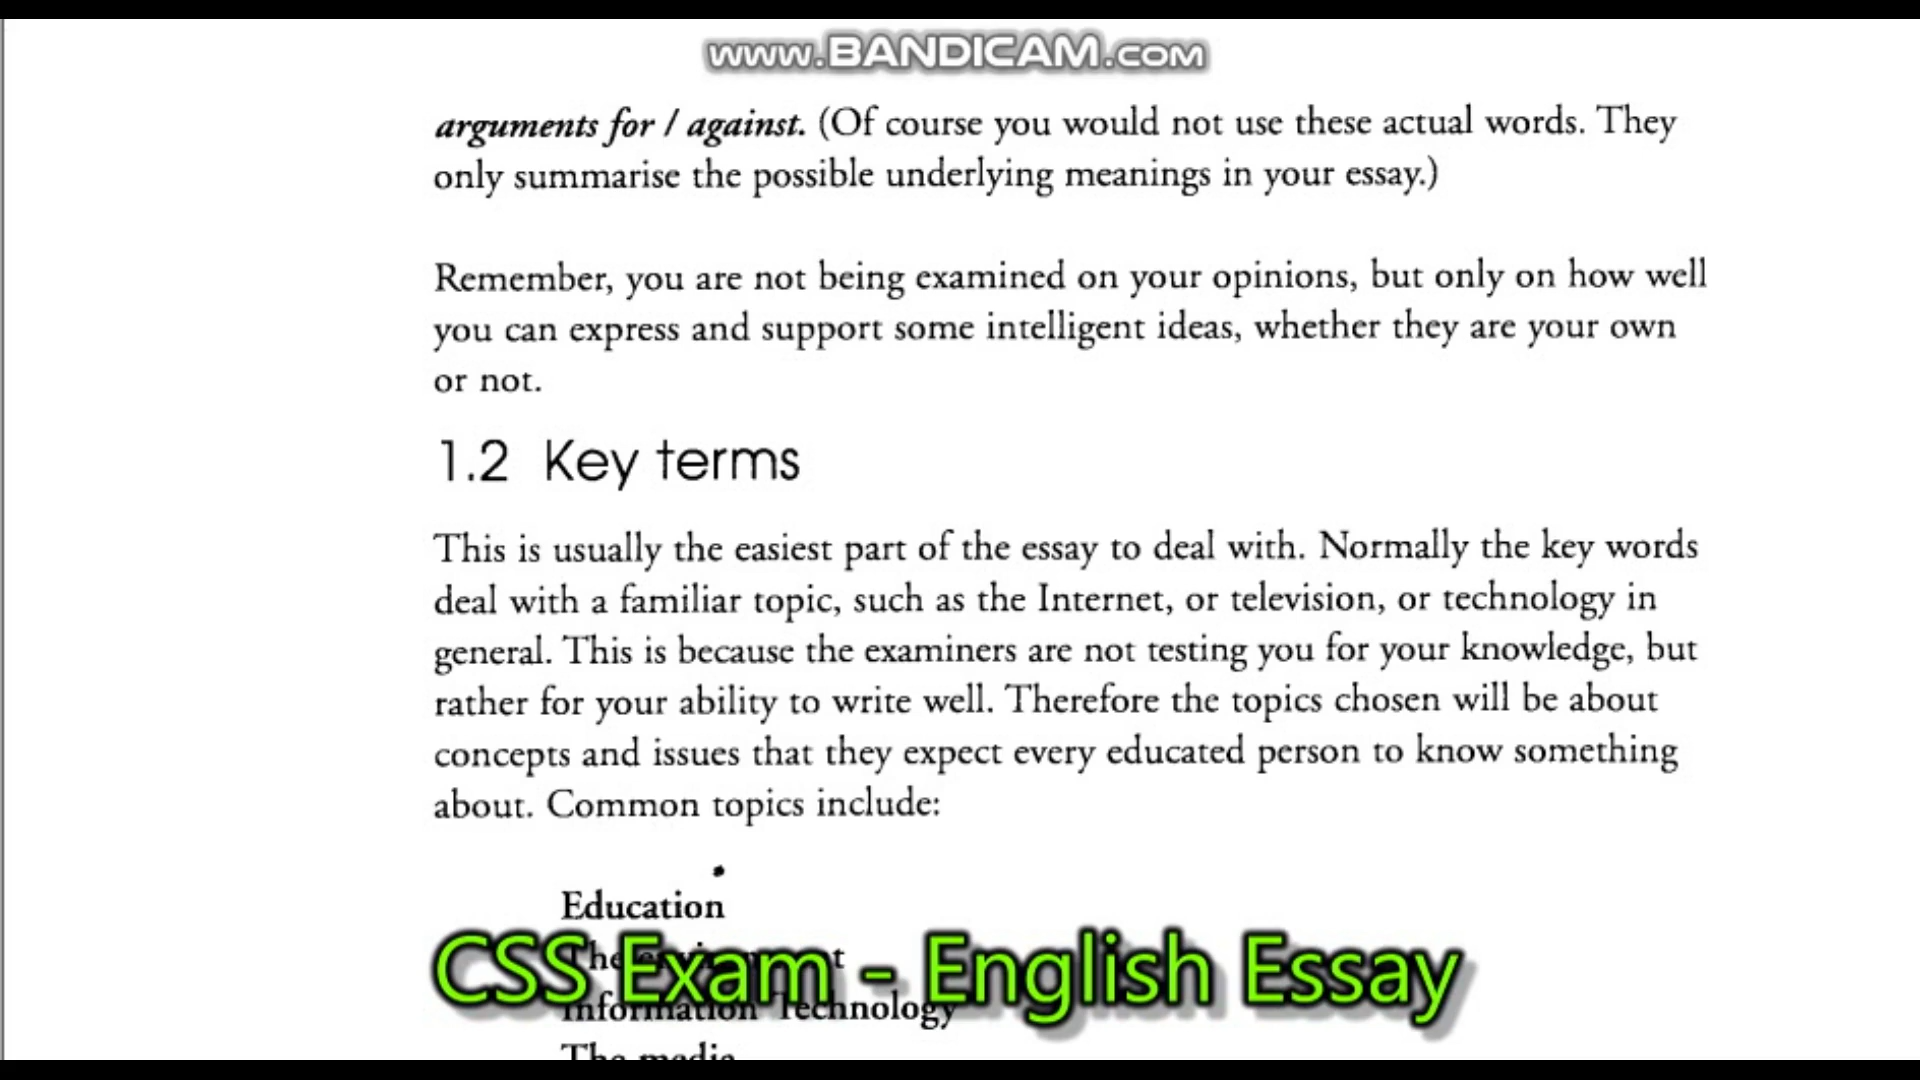 www.BANDICAM.com
arguments for / against. (Of course you would not use these actual words. They
only summarise the possible underlying meanings in your essay.)
Remember, you are not being examined on your opinions, but only on how well
you can express and support some intelligent ideas, whether they are your own
or not.
1.2 Key terms
This is usually the easiest part of the essay to deal with. Normally the key words
deal with a familiar topic, such as the Internet, or television, or technology in
general. This is because the examiners are not testing you for your knowledge, but
rather for your ability to write well. Therefore the topics chosen will be about
concepts and issues that they expect every educated person to know something
about. Common topics include:
Education
The environment
CSS Exam - English Essay
Information Technology
The media